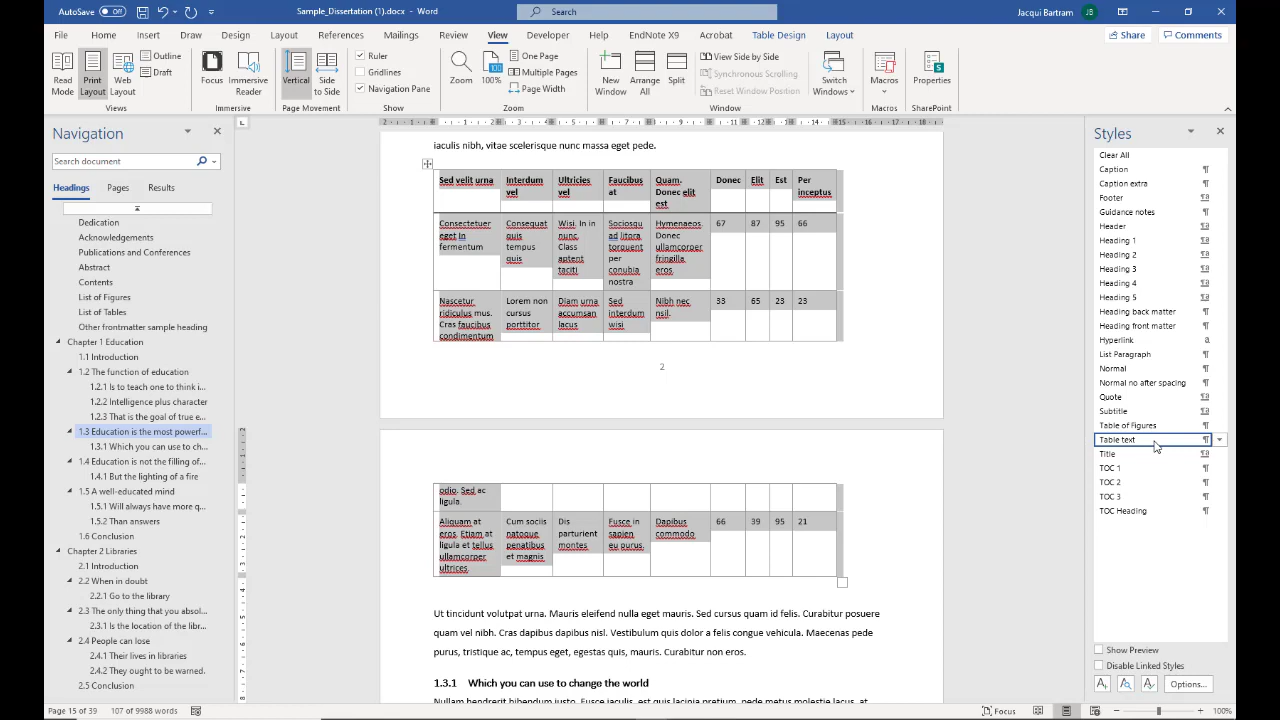 AutoSave Off
Sample_Dissertation (1).docx - Word
Search
Jacqui Bartram JB
File Home Insert Draw Design Layout References Mailings Review View Developer Help EndNote X9 Acrobat Table Design Layout Share Comments
Read Mode
Print Layout
Web Layout
Outline
Draft
Views
Focus
Immersive Reader
Immersive
Vertical
Side to Side
Page Movement
Ruler
Gridlines
Navigation Pane
Show
Zoom
100%
One Page
Multiple Pages
Page Width
Zoom
New Window
Arrange All
Split
View Side by Side
Synchronous Scrolling
Reset Window Position
Window
Switch Windows
Macros
Macros
Properties
SharePoint
Navigation
Search document
Headings Pages Results
Dedication
Acknowledgements
Publications and Conferences
Abstract
Contents
List of Figures
List of Tables
Other frontmatter sample heading
Chapter 1 Education
1.1 Introduction
1.2 The function of education
1.2.1 Is to teach one to think i...
1.2.2 Intelligence plus character
1.2.3 That is the goal of true e...
1.3 Education is the most powerf...
1.3.1 Which you can use to ch...
1.4 Education is not the filling of...
1.4.1 But the lighting of a fire
1.5 A well-educated mind
1.5.1 Will always have more q...
1.5.2 Than answers
1.6 Conclusion
Chapter 2 Libraries
2.1 Introduction
2.2 When in doubt
2.2.1 Go to the library
2.3 The only thing that you absol...
2.3.1 Is the location of the libr...
2.4 People can lose
2.4.1 Their lives in libraries
2.4.2 They ought to be warned.
2.5 Conclusion
iaculis nibh, vitae scelerisque nunc massa eget pede.
Sed velit urna
Interdum vel
Ultricies vel
Faucibus at
Quam. Donec elit est
Donec
Elit
Est
Per inceptus
Consectetuer eget In fermentum
Consequat quis tempus quis
Wisi. In in nunc. Class aptent taciti
Sociosqu ad litora torquent per conubia nostra
Hymenaeos. Donec ullamcorper fringilla eros.
67
87
95
66
Nascetur ridiculus mus. Cras faucibus condimentum
Lorem non cursus porttitor
Diam urna accumsan lacus
Sed interdum wisi
Nibh nec nsil.
33
65
23
23
2
odio. Sed ac ligula.
Aliquam at eros. Etiam at ligula et tellus ullamcorper ultrices.
Cum sociis natoque penatibus et magnis
Dis parturient montes
Fusce in sapien eu purus.
Dapibus commodo
66
39
95
21
Ut tincidunt volutpat urna. Mauris eleifend nulla eget mauris. Sed cursus quam id felis. Curabitur posuere
quam vel nibh. Cras dapibus dapibus nisl. Vestibulum quis dolor a felis congue vehicula. Maecenas pede
purus, tristique ac, tempus eget, egestas quis, mauris. Curabitur non eros.
1.3.1 Which you can use to change the world
Styles
Clear All
Caption
Caption extra
Footer
Guidance notes
Header
Heading 1
Heading 2
Heading 3
Heading 4
Heading 5
Heading back matter
Heading front matter
Hyperlink
List Paragraph
Normal
Normal no after spacing
Quote
Subtitle
Table of Figures
Table text
Title
TOC 1
TOC 2
TOC 3
TOC Heading
Show Preview
Disable Linked Styles
Options...
Page 15 of 39 107 of 9988 words
Focus
100%